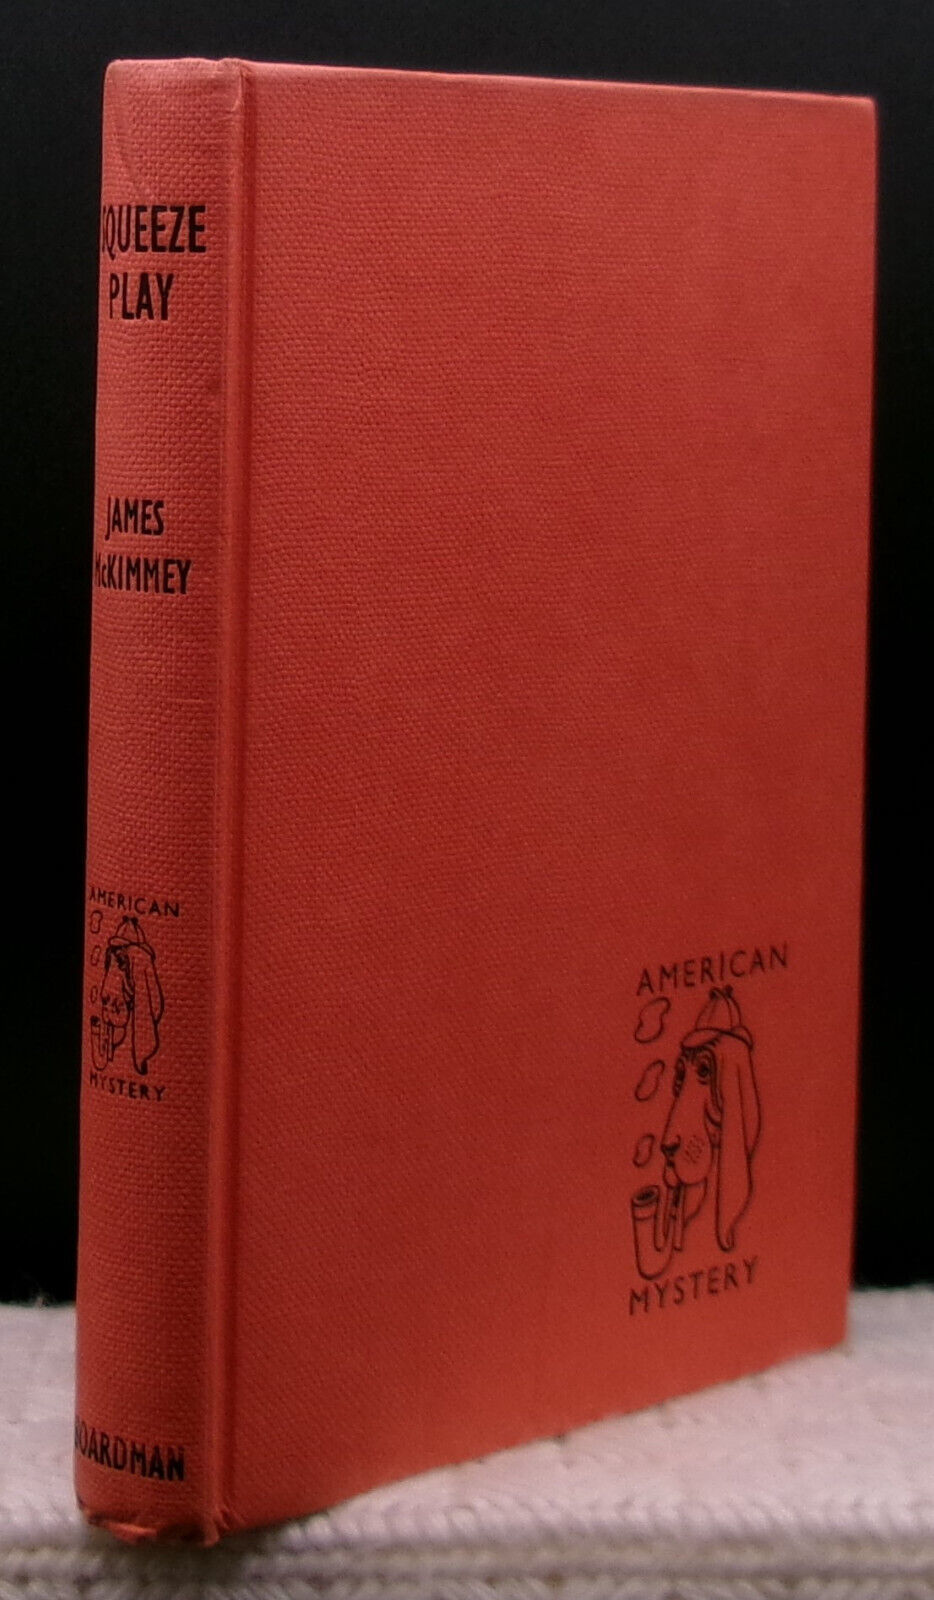 SQUEEZE
PLAY
JAMES
McKIMMEY
AMERICAN
MYSTERY
BOARDMAN
AMERICAN
MYSTERY